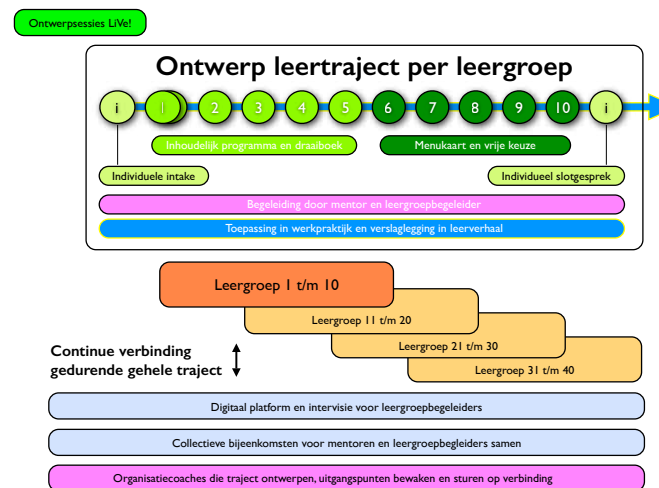 Ontwerpsessies LiVe!
Ontwerp leertraject per leergroep
i 1 2 3 4 5 6 7 8 9 10 i
Inhoudelijk programma en draaiboek
Menukaart en vrije keuze
Individuele intake
Individueel slotgesprek
Begeleiding door mentor en leergroepbegeleider
Toepassing in werkpraktijk en verslaglegging in leerverhaal
Leergroep 1 t/m 10
Leergroep 11 t/m 20
Leergroep 21 t/m 30
Leergroep 31 t/m 40
Continue verbinding
gedurende gehele traject
Digitaal platform en intervisie voor leergroepbegeleiders
Collectieve bijeenkomsten voor mentoren en leergroepbegleiders samen
Organisatiecoaches die traject ontwerpen, uitgangspunten bewaken en sturen op verbinding